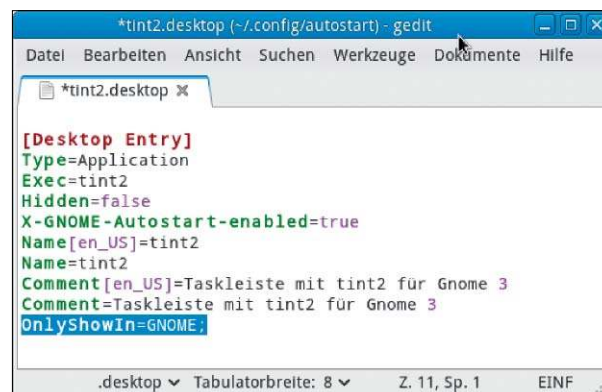 *tint2.desktop (~/.config/autostart) - gedit
Datei Bearbeiten Ansicht Suchen Werkzeuge Dokumente Hilfe
*tint2.desktop
[Desktop Entry]
Type=Application
Exec=tint2
Hidden=false
X-GNOME-Autostart-enabled=true
Name[en_US]=tint2
Name=tint2
Comment[en_US]=Taskleiste mit tint2 für Gnome 3
Comment=Taskleiste mit tint2 für Gnome 3
OnlyShowIn=GNOME;
.desktop Tabulatorbreite: 8 Z. 11, Sp. 1 EINF